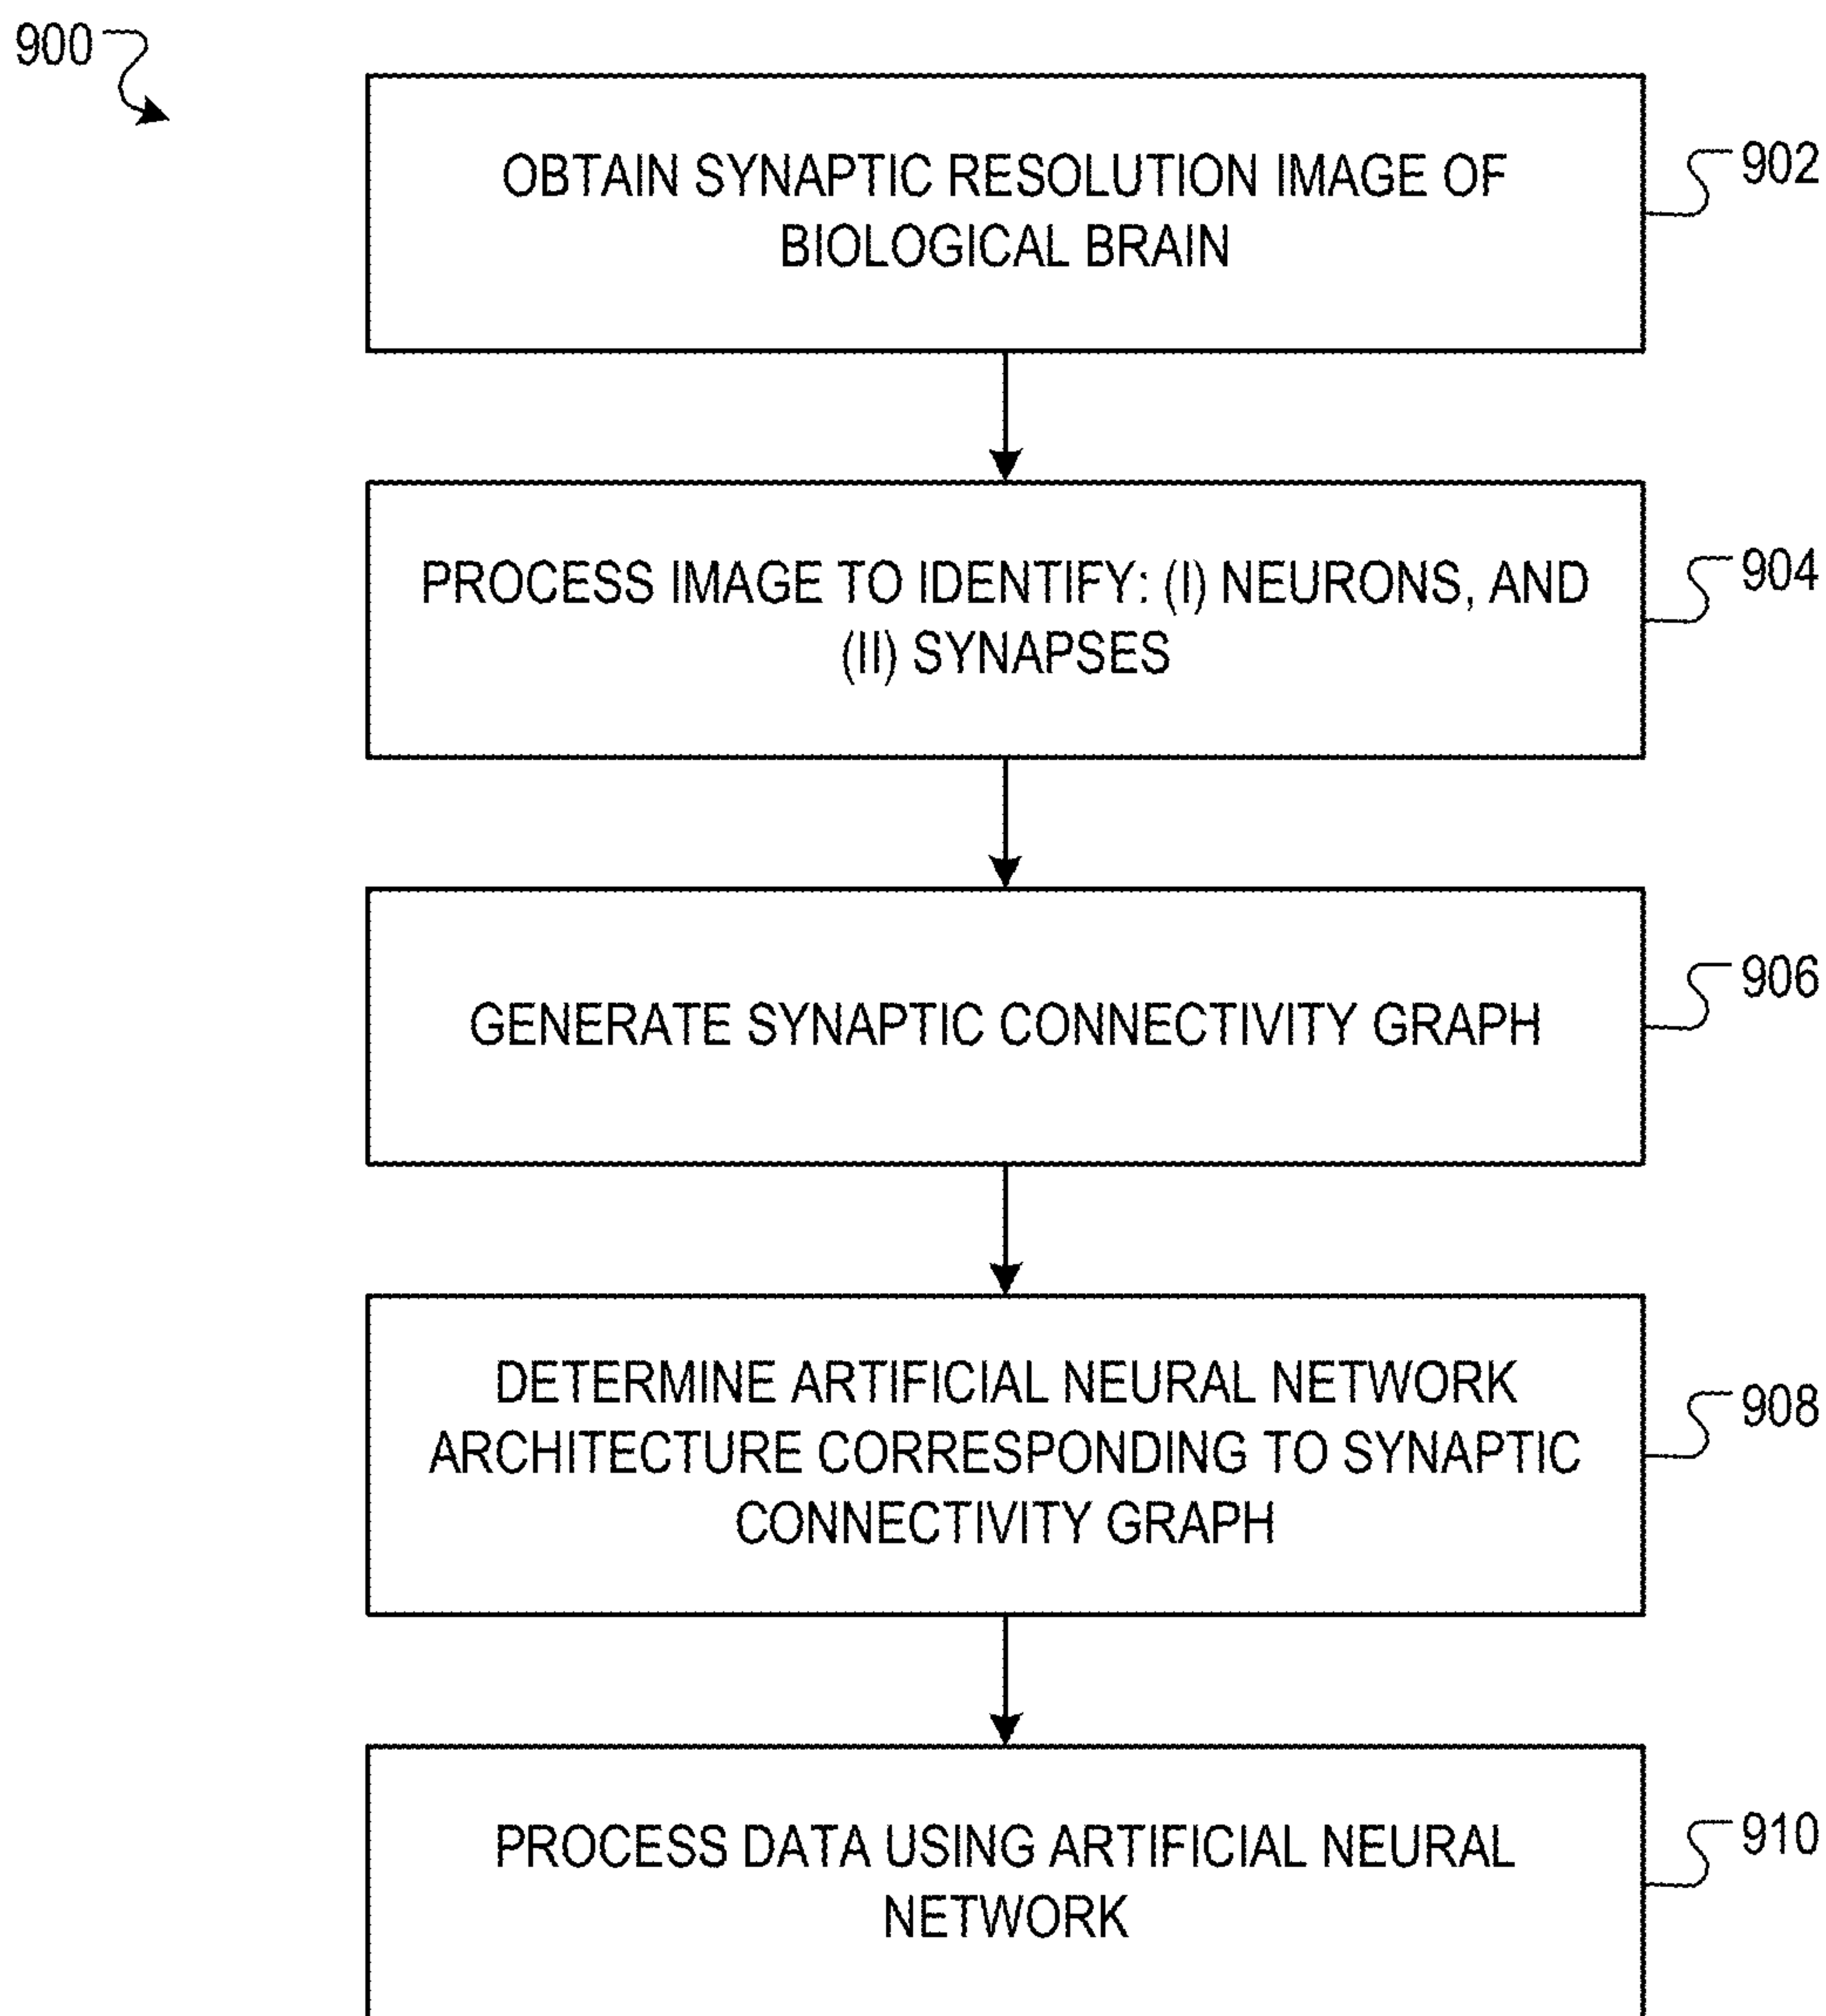 900
OBTAIN SYNAPTIC RESOLUTION IMAGE OF
BIOLOGICAL BRAIN
902
PROCESS IMAGE TO IDENTIFY: (I) NEURONS, AND
(II) SYNAPSES
904
GENERATE SYNAPTIC CONNECTIVITY GRAPH
906
DETERMINE ARTIFICIAL NEURAL NETWORK
ARCHITECTURE CORRESPONDING TO SYNAPTIC
CONNECTIVITY GRAPH
908
PROCESS DATA USING ARTIFICIAL NEURAL
NETWORK
910